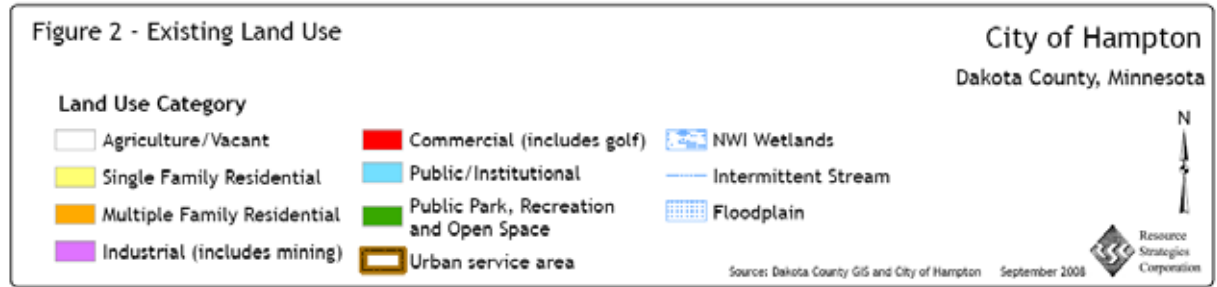 Figure 2 - Existing Land Use
City of Hampton
Dakota County, Minnesota
Land Use Category
Agriculture/Vacant
Single Family Residential
Multiple Family Residential
Industrial (includes mining)
Commercial (includes golf)
Public/Institutional
Public Park, Recreation
and Open Space
Urban service area
NWI Wetlands
Intermittent Stream
Floodplain
N
Source: Dakota County GIS and City of Hampton September 2008
Resource
Strategies
Corporation